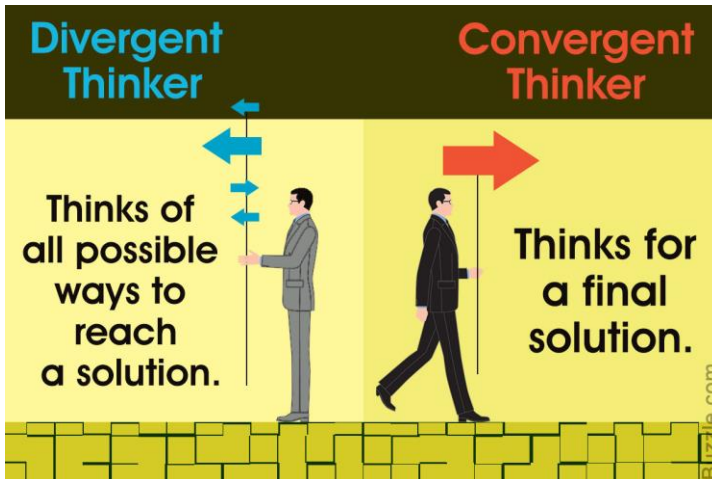 Divergent
Thinker
Thinks of
all possible
ways to
reach
a solution.
Convergent
Thinker
Thinks for
a final
solution.
Buzzle.com